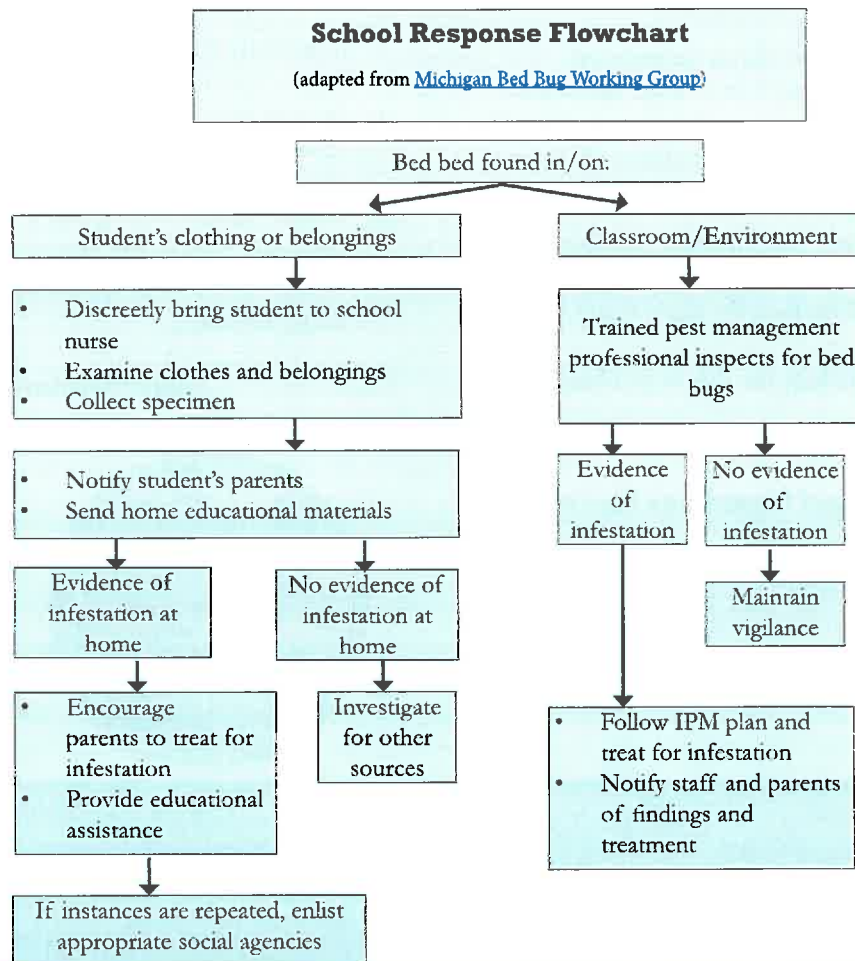 School Response Flowchart
(adapted from Michigan Bed Bug Working Group)
Bed bed found in/on:
Student's clothing or belongings
• Discreetly bring student to school
nurse
• Examine clothes and belongings
• Collect specimen
• Notify student's parents
• Send home educational materials
Evidence of
infestation at
home
• Encourage
parents to treat for
infestation
• Provide educational
assistance
If instances are repeated, enlist
appropriate social agencies
No evidence of
infestation at
home
Investigate
for other
sources
Classroom/Environment
Trained pest management
professional inspects for bed
bugs
Evidence
of
infestation
• Follow IPM plan and
treat for infestation
• Notify staff and parents
of findings and
treatment
No evidence
of
infestation
Maintain
vigilance